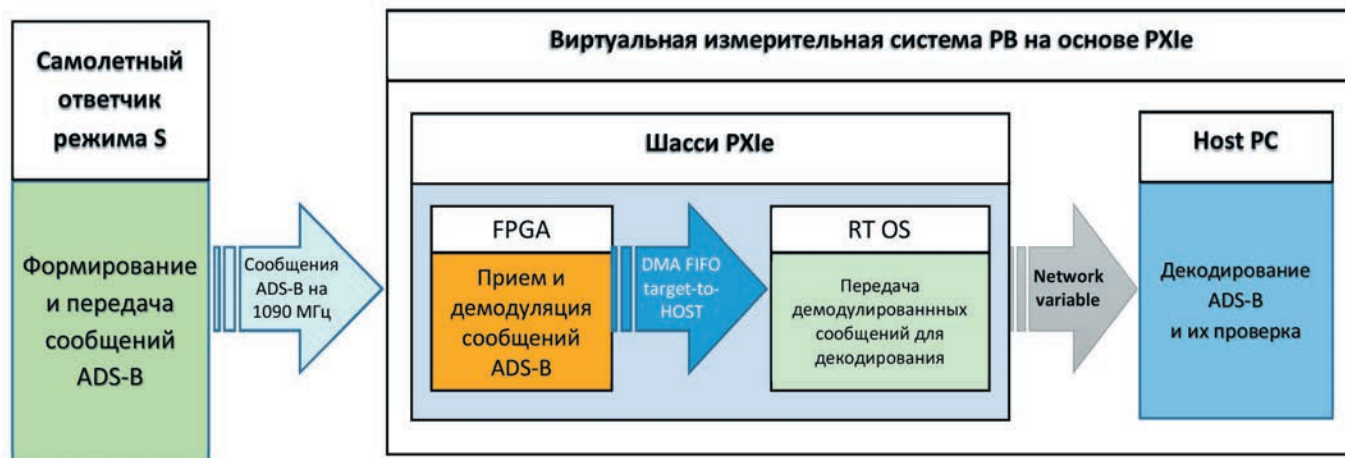 Самолетный
ответчик
режима S
Формирование
и передача
сообщений
ADS-B
Сообщения
ADS-B на
1090 МГц
Виртуальная измерительная система РВ на основе PXIe
Шасси PXIe
FPGA
Прием и
демодуляция
сообщений
ADS-B
DMA FIFO
target-to-
HOST
RT OS
Передача
демодулированнных
сообщений для
декодирования
Network
variable
Host PC
Декодирование
ADS-B
и их проверка